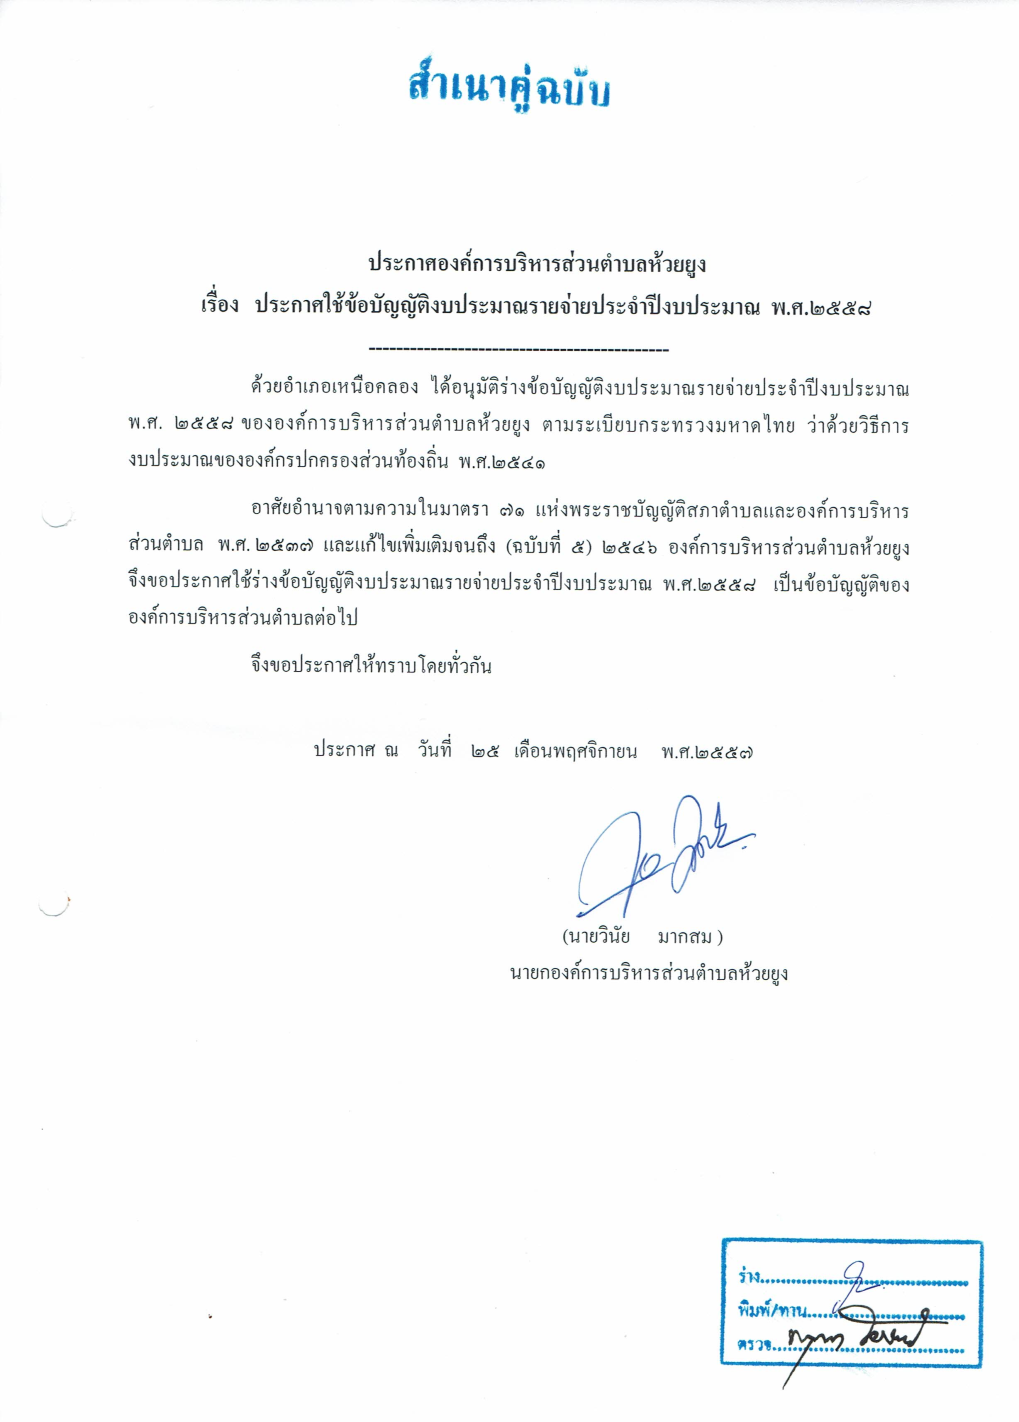 สำเนาคู่ฉบับ
ประกาศองค์การบริหารส่วนตำบลห้วยยูง
เรื่อง ประกาศใช้ข้อบัญญัติงบประมาณรายจ่ายประจำปีงบประมาณ พ.ศ.๒๕๕๘
--------------------------------------------
ด้วยอำเภอเหนือคลอง ได้อนุมัติร่างข้อบัญญัติงบประมาณรายจ่ายประจำปีงบประมาณ
พ.ศ. ๒๕๕๘ ขององค์การบริหารส่วนตำบลห้วยยูง ตามระเบียบกระทรวงมหาดไทย ว่าด้วยวิธีการ
งบประมาณขององค์กรปกครองส่วนท้องถิ่น พ.ศ.๒๕๔๑
อาศัยอำนาจตามความในมาตรา ๗๑ แห่งพระราชบัญญัติสภาตำบลและองค์การบริหาร
ส่วนตำบล พ.ศ.๒๕๓๗ และแก้ไขเพิ่มเติมจนถึง (ฉบับที่ ๕) ๒๕๔๖ องค์การบริหารส่วนตำบลห้วยยูง
จึงขอประกาศใช้ร่างข้อบัญญัติงบประมาณรายจ่ายประจำปีงบประมาณ พ.ศ.๒๕๕๘ เป็นข้อบัญญัติของ
องค์การบริหารส่วนตำบลต่อไป
จึงขอประกาศให้ทราบโดยทั่วกัน
ประกาศ ณ วันที่ ๒๕ เดือนพฤศจิกายน พ.ศ.๒๕๕๗
(นายวินัย มากสม )
นายกองค์การบริหารส่วนตำบลห้วยยูง
ร่าง
พิมพ์/ทาน
ตรวจ